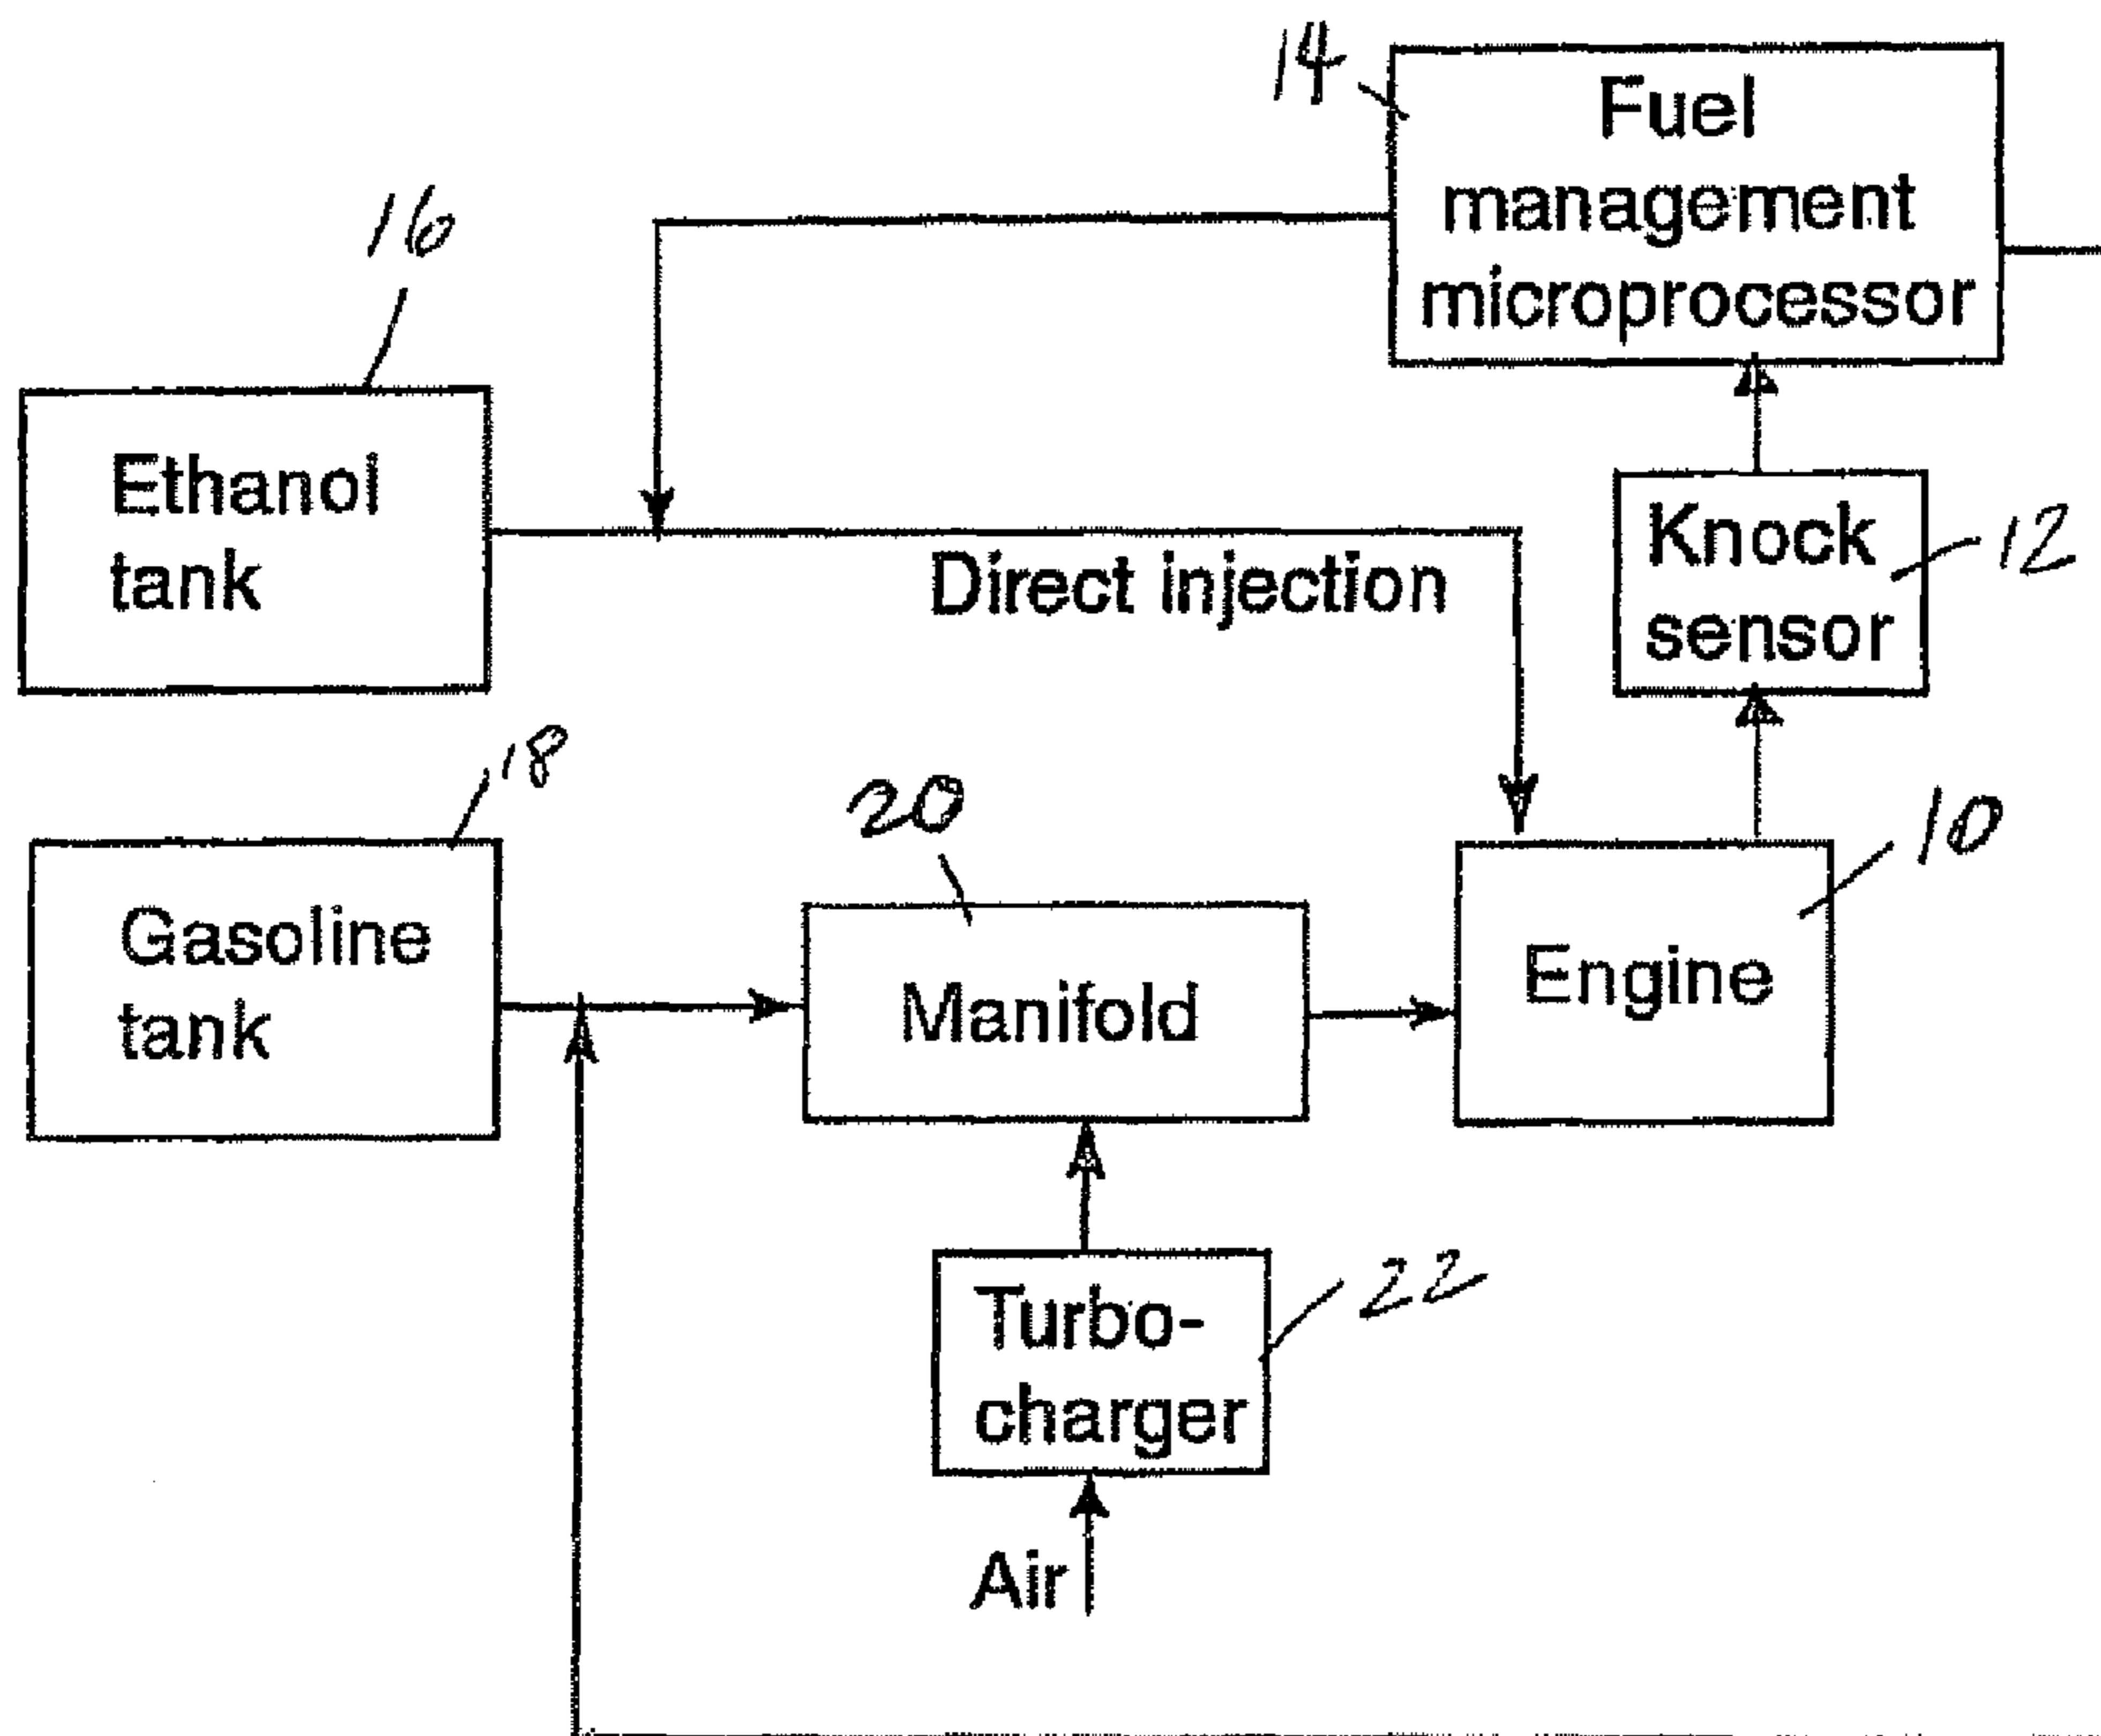 14
Fuel
management
microprocessor
16
Ethanol
tank
Direct injection
Knock
sensor
12
18
Gasoline
tank
20
Manifold
Engine
10
Turbo-
charger
22
Air